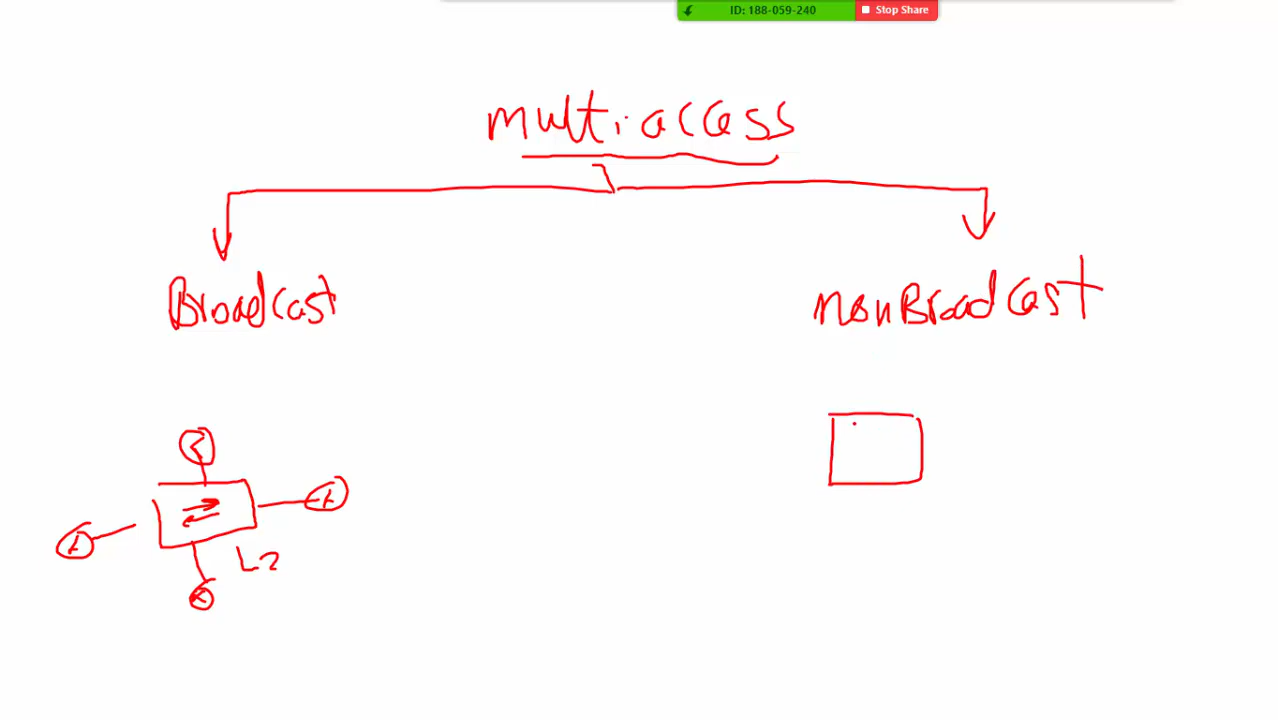 ID: 188-059-240 Stop Share
multiaccess
Broadcast
nonBroadcast
L2